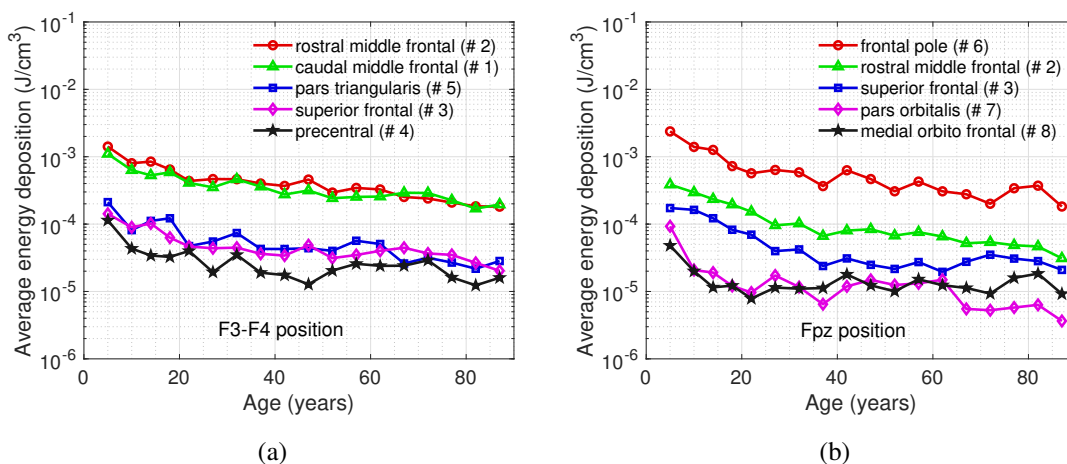 Average energy deposition (J/cm³)
10⁻¹
10⁻²
10⁻³
10⁻⁴
10⁻⁵
10⁻⁶
rostral middle frontal (# 2)
caudal middle frontal (# 1)
pars triangularis (# 5)
superior frontal (# 3)
precentral (# 4)
F3-F4 position
0 20 40 60 80
Age (years)
(a)
Average energy deposition (J/cm³)
10⁻¹
10⁻²
10⁻³
10⁻⁴
10⁻⁵
10⁻⁶
frontal pole (# 6)
rostral middle frontal (# 2)
superior frontal (# 3)
pars orbitalis (# 7)
medial orbito frontal (# 8)
Fpz position
0 20 40 60 80
Age (years)
(b)